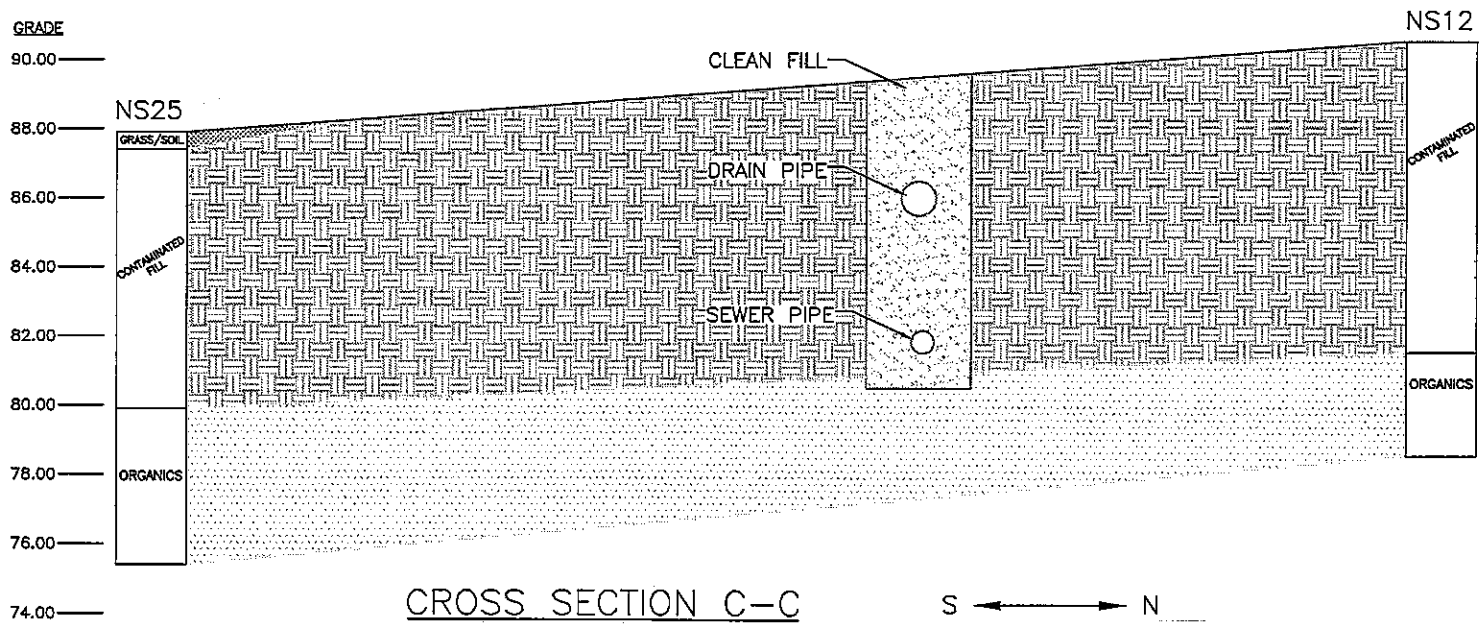 GRADE
90.00
88.00
86.00
84.00
82.00
80.00
78.00
76.00
74.00
NS25
GRASS/SOIL
CONTAMINATED
FILL
ORGANICS
CLEAN FILL
DRAIN PIPE
SEWER PIPE
NS12
CONTAMINATED
FILL
ORGANICS
CROSS SECTION C-C
S N